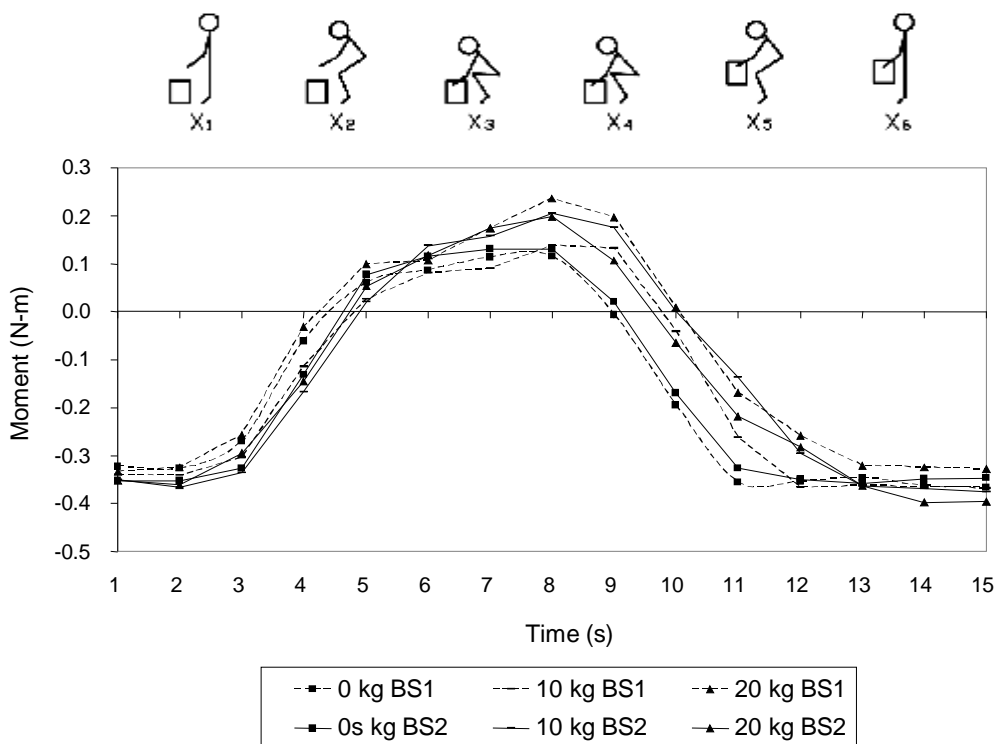 X1 X2 X3 X4 X5 X6
0.3
0.2
0.1
0.0
-0.1
-0.2
-0.3
-0.4
-0.5
Moment (N-m)
1 2 3 4 5 6 7 8 9 10 11 12 13 14 15
Time (s)
0 kg BS1 10 kg BS1 20 kg BS1
0s kg BS2 10 kg BS2 20 kg BS2